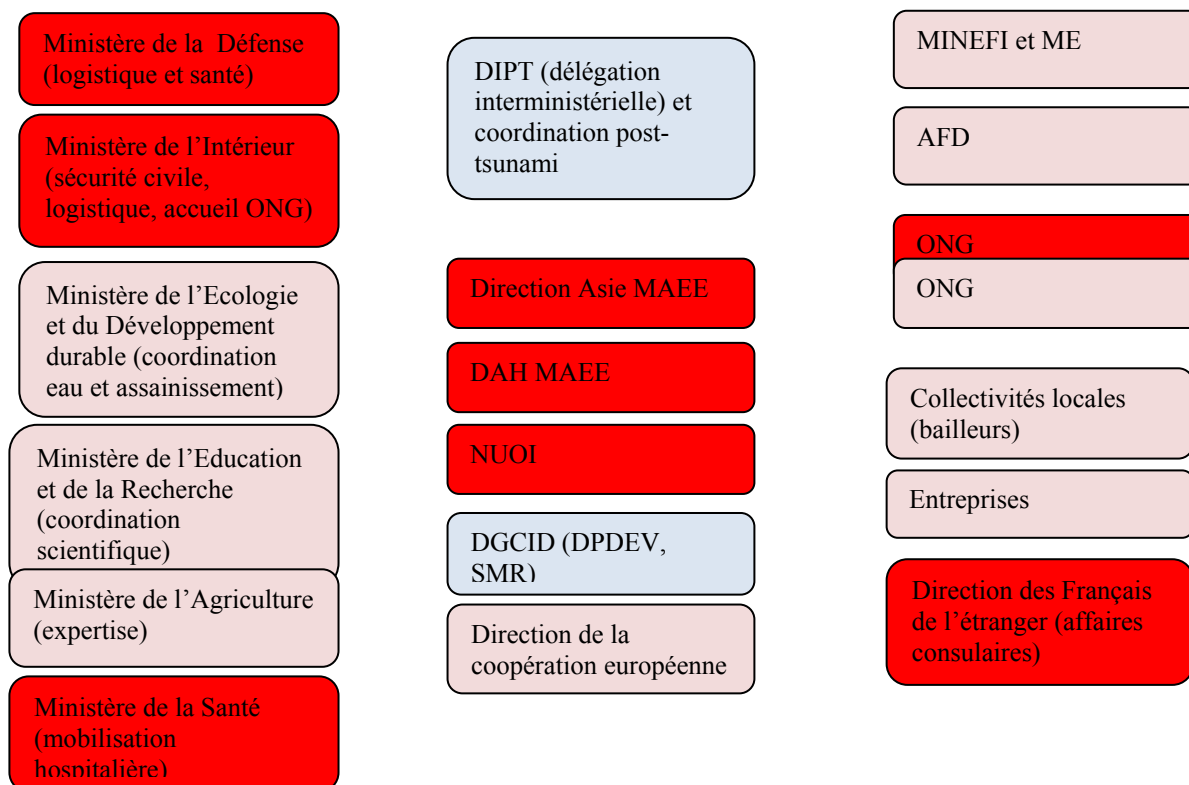 Ministère de la Défense
(logistique et santé)
Ministère de l’Intérieur
(sécurité civile,
logistique, accueil ONG)
Ministère de l’Ecologie
et du Développement
durable (coordination
eau et assainissement)
Ministère de l’Education
et de la Recherche
(coordination
scientifique)
Ministère de l’Agriculture
(expertise)
Ministère de la Santé
(mobilisation
hospitalière)
DIPT (délégation
interministérielle) et
coordination post-
tsunami
Direction Asie MAEE
DAH MAEE
NUOI
DGCID (DPDEV,
SMR)
Direction de la
coopération européenne
MINEFI et ME
AFD
ONG
ONG
Collectivités locales
(bailleurs)
Entreprises
Direction des Français
de l’étranger (affaires
consulaires)